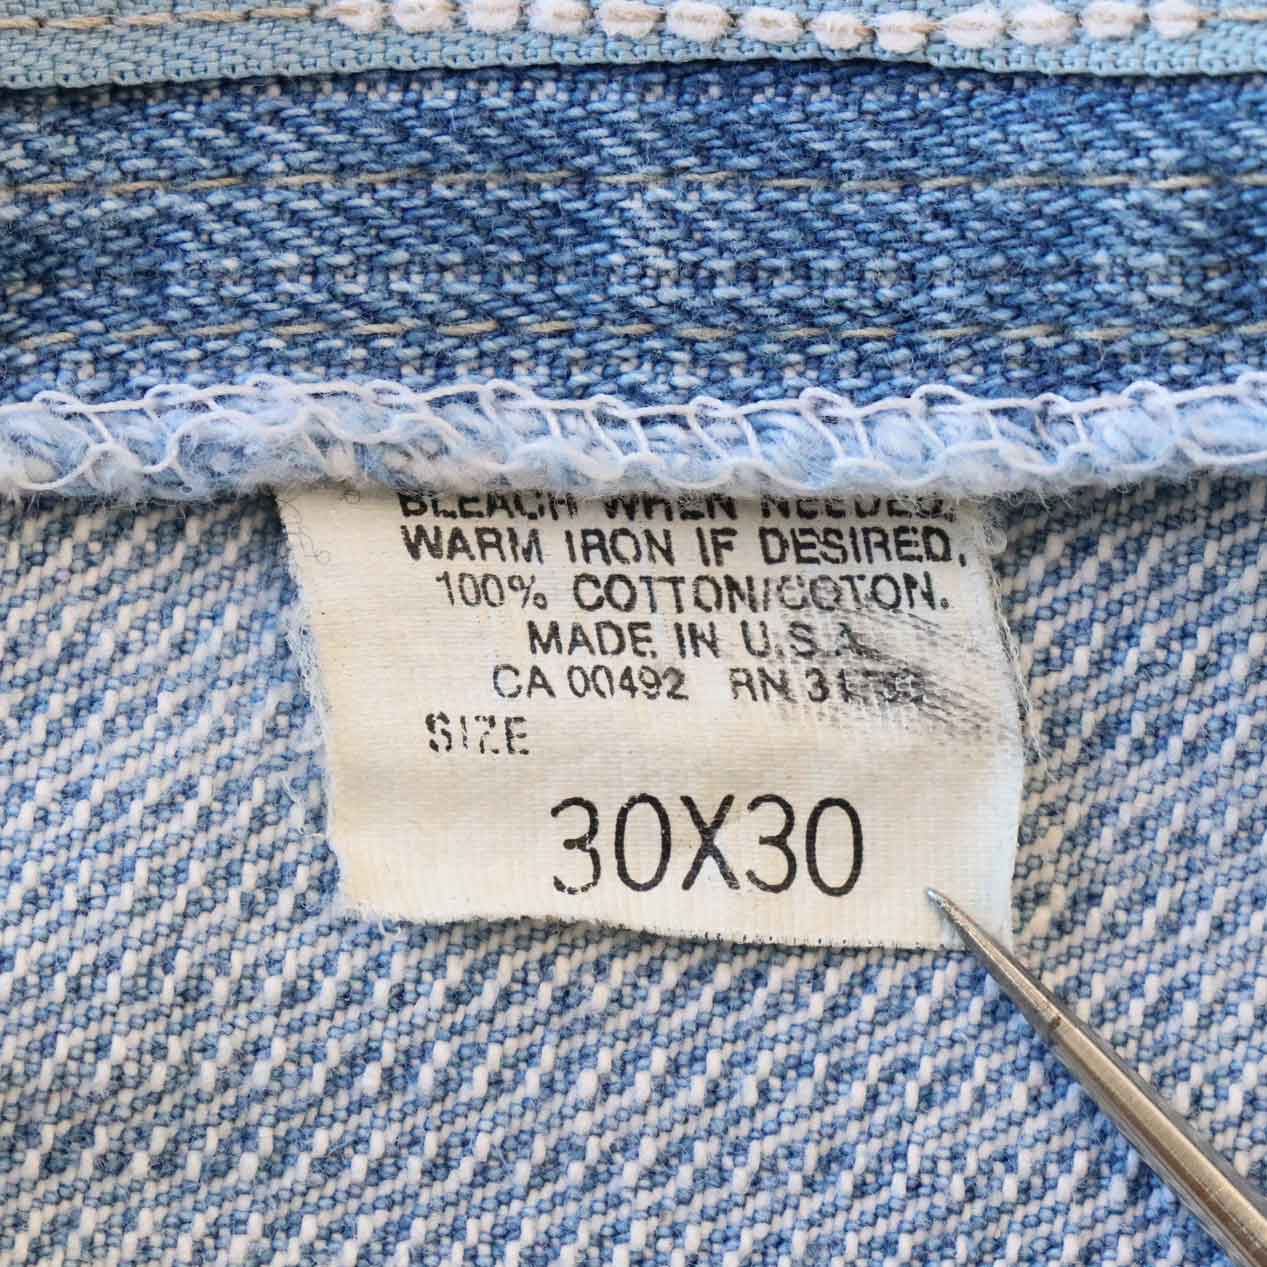 BLEACH WHEN NEEDED,
WARM IRON IF DESIRED,
100% COTTON/COTON.
MADE IN U.S.A.
CA 00492 RN
SIZE
30X30